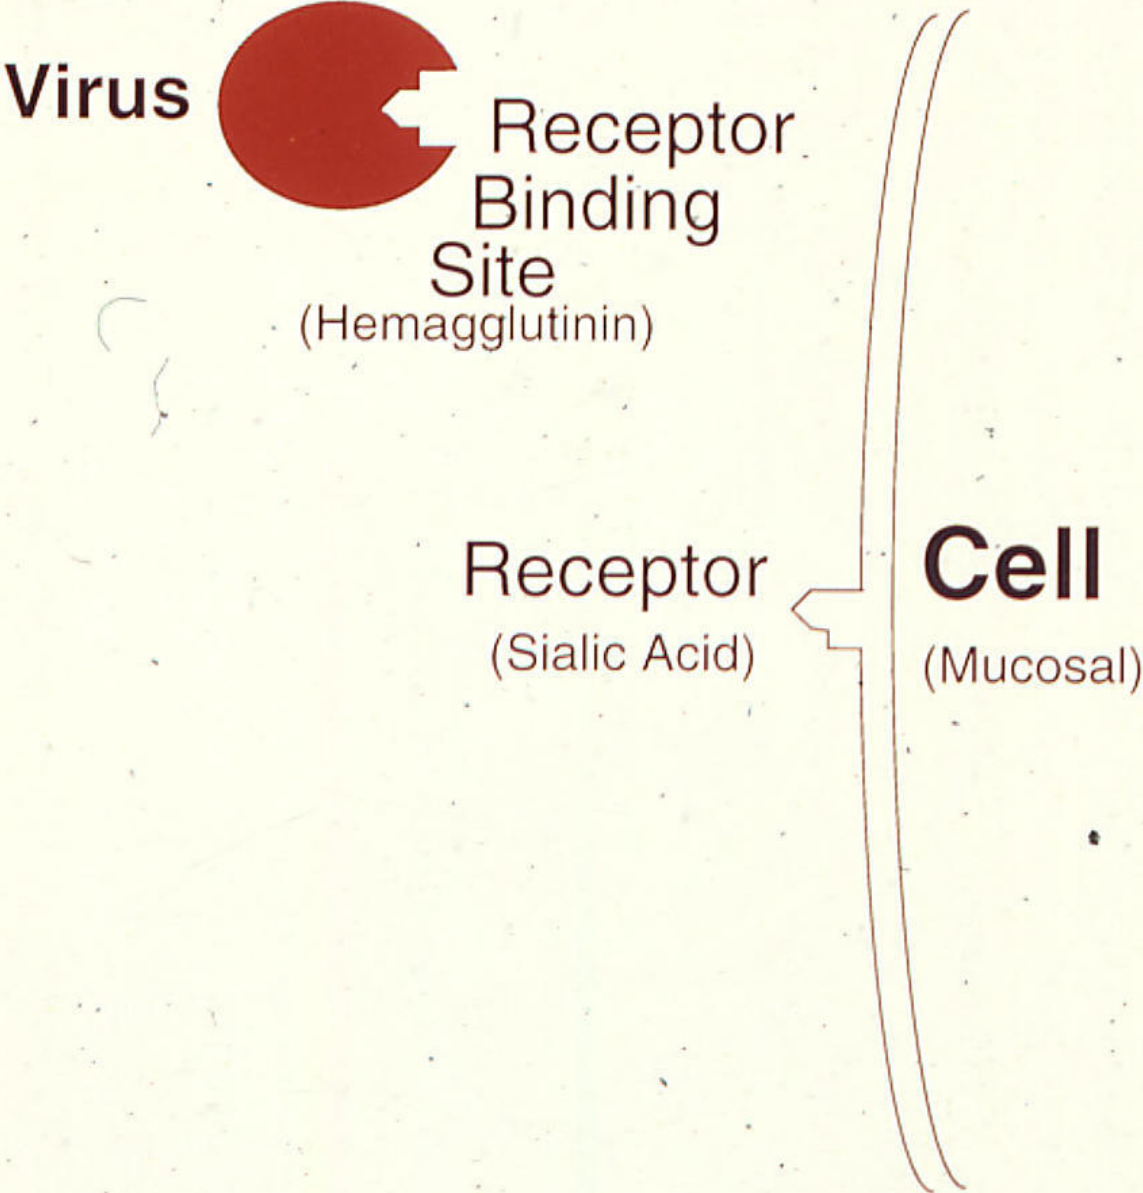 Virus
Receptor
Binding
Site
(Hemagglutinin)
Receptor
(Sialic Acid)
Cell
(Mucosal)